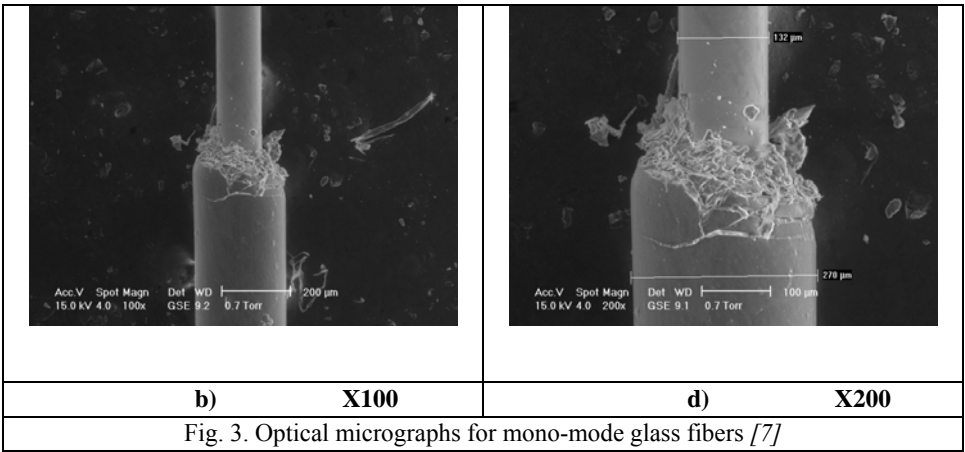 Acc.V Spot Magn Det WD 200 µm
15.0 kV 4.0 100x GSE 9.2 0.7 Torr
132 µm
270 µm
Acc.V Spot Magn Det WD 100 µm
15.0 kV 4.0 200x GSE 9.1 0.7 Torr
b) X100
d) X200
Fig. 3. Optical micrographs for mono-mode glass fibers [7]